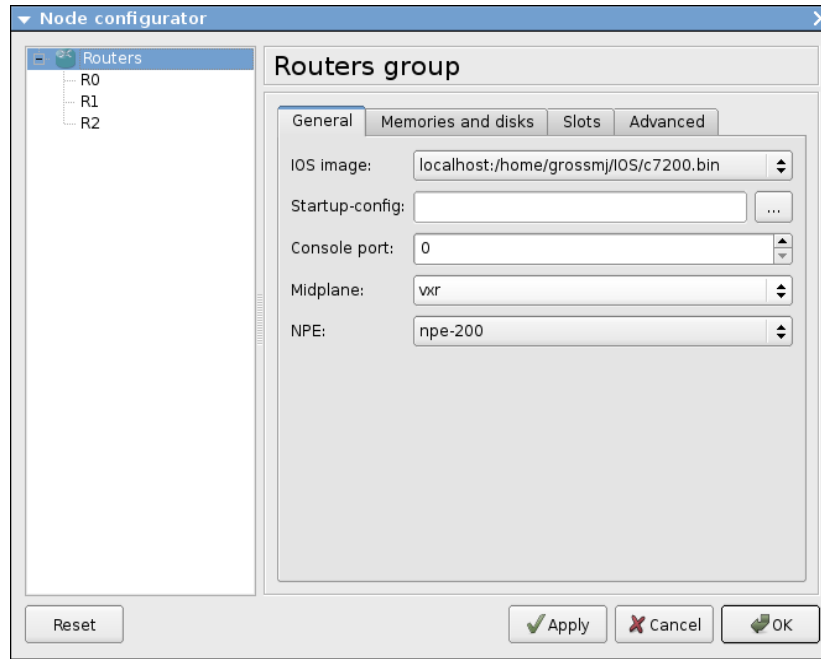 Node configurator
Routers
R0
R1
R2
Routers group
General Memories and disks Slots Advanced
IOS image: localhost:/home/grossmj/IOS/c7200.bin
Startup-config: ...
Console port: 0
Midplane: vxr
NPE: npe-200
Reset Apply Cancel OK